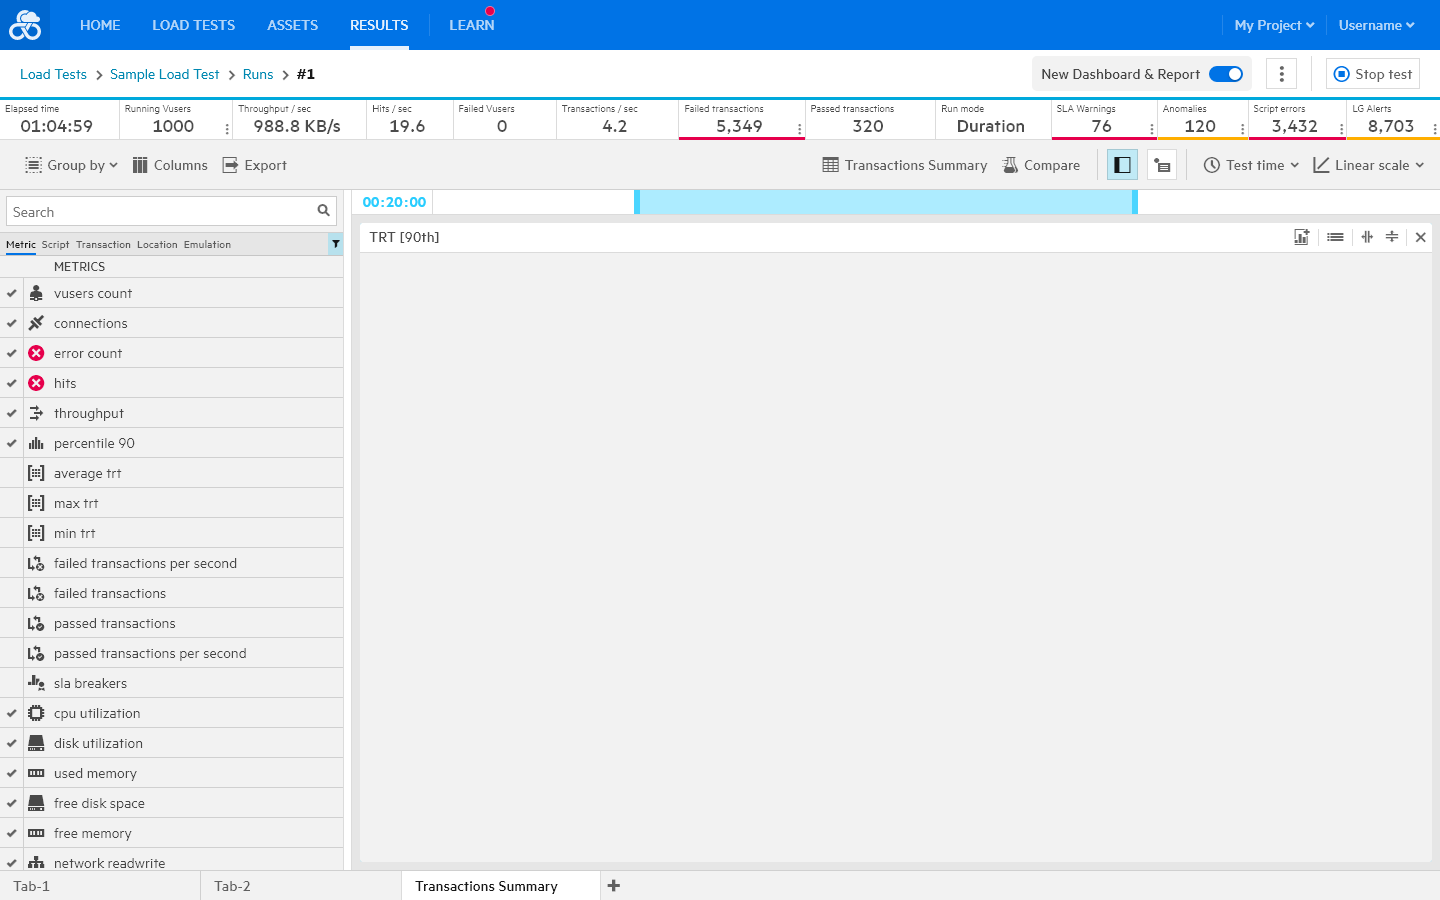 HOME LOAD TESTS ASSETS RESULTS LEARN My Project Username
Load Tests > Sample Load Test > Runs > #1 New Dashboard & Report Stop test
Elapsed time Running Vusers Throughput / sec Hits / sec Failed Vusers Transactions / sec Failed transactions Passed transactions Run mode SLA Warnings Anomalies Script errors LG Alerts
01:04:59 1000 988.8 KB/s 19.6 0 4.2 5,349 320 Duration 76 120 3,432 8,703
Group by Columns Export Transactions Summary Compare Test time Linear scale
Search 00:20:00
Metric Script Transaction Location Emulation TRT [90th]
METRICS
vusers count
connections
error count
hits
throughput
percentile 90
average trt
max trt
min trt
failed transactions per second
failed transactions
passed transactions
passed transactions per second
sla breakers
cpu utilization
disk utilization
used memory
free disk space
free memory
network readwrite
Tab-1 Tab-2 Transactions Summary +